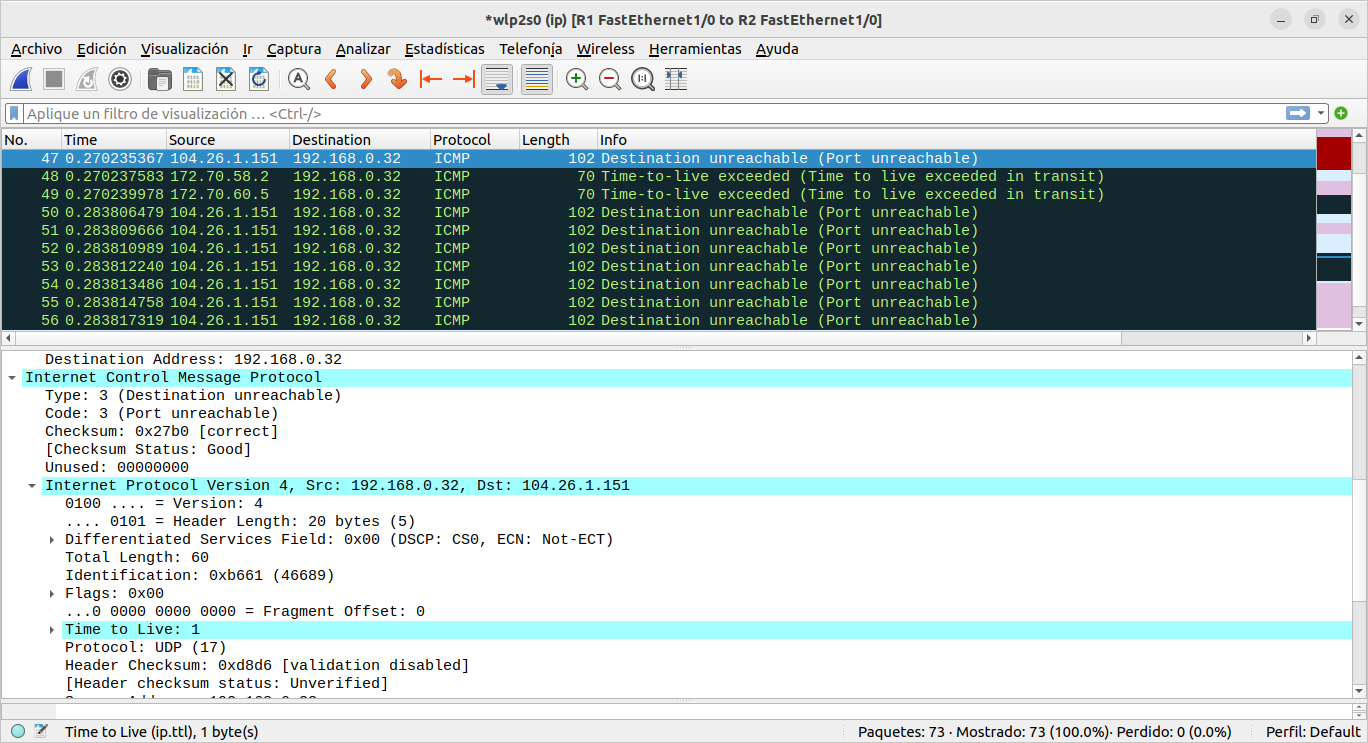 *wlp2s0 (ip) [R1 FastEthernet1/0 to R2 FastEthernet1/0]
Archivo Edición Visualización Ir Captura Analizar Estadísticas Telefonía Wireless Herramientas Ayuda
Aplique un filtro de visualización … <Ctrl-/>
No. Time Source Destination Protocol Length Info
47 0.270235367 104.26.1.151 192.168.0.32 ICMP 102 Destination unreachable (Port unreachable)
48 0.270237583 172.70.58.2 192.168.0.32 ICMP 70 Time-to-live exceeded (Time to live exceeded in transit)
49 0.270239978 172.70.60.5 192.168.0.32 ICMP 70 Time-to-live exceeded (Time to live exceeded in transit)
50 0.283806479 104.26.1.151 192.168.0.32 ICMP 102 Destination unreachable (Port unreachable)
51 0.283809666 104.26.1.151 192.168.0.32 ICMP 102 Destination unreachable (Port unreachable)
52 0.283810989 104.26.1.151 192.168.0.32 ICMP 102 Destination unreachable (Port unreachable)
53 0.283812240 104.26.1.151 192.168.0.32 ICMP 102 Destination unreachable (Port unreachable)
54 0.283813486 104.26.1.151 192.168.0.32 ICMP 102 Destination unreachable (Port unreachable)
55 0.283814758 104.26.1.151 192.168.0.32 ICMP 102 Destination unreachable (Port unreachable)
56 0.283817319 104.26.1.151 192.168.0.32 ICMP 102 Destination unreachable (Port unreachable)
Destination Address: 192.168.0.32
Internet Control Message Protocol
Type: 3 (Destination unreachable)
Code: 3 (Port unreachable)
Checksum: 0x27b0 [correct]
[Checksum Status: Good]
Unused: 00000000
Internet Protocol Version 4, Src: 192.168.0.32, Dst: 104.26.1.151
0100 .... = Version: 4
.... 0101 = Header Length: 20 bytes (5)
Differentiated Services Field: 0x00 (DSCP: CS0, ECN: Not-ECT)
Total Length: 60
Identification: 0xb661 (46689)
Flags: 0x00
...0 0000 0000 0000 = Fragment Offset: 0
Time to Live: 1
Protocol: UDP (17)
Header Checksum: 0xd8d6 [validation disabled]
[Header checksum status: Unverified]
Time to Live (ip.ttl), 1 byte(s)
Paquetes: 73 · Mostrado: 73 (100.0%)· Perdido: 0 (0.0%)
Perfil: Default